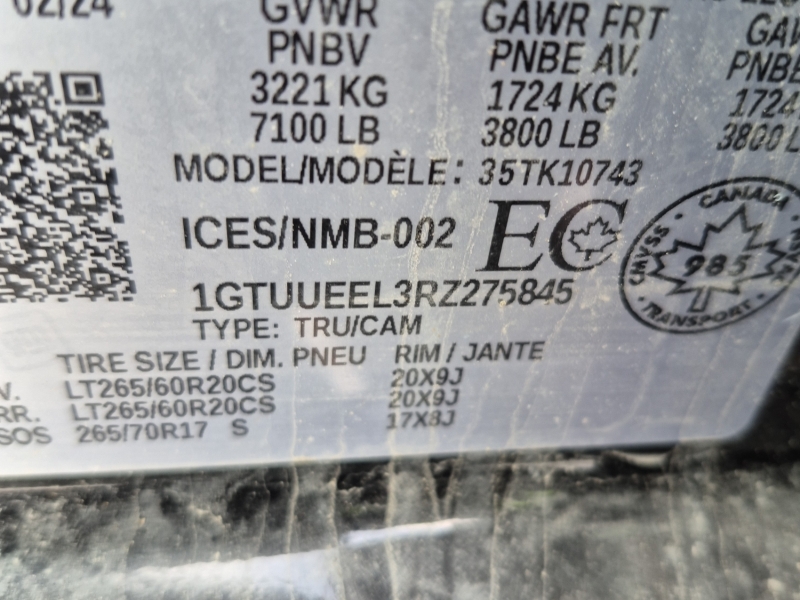 02/24
GVWR GAWR FRT GAW
PNBV PNBE AV. PNBE
3221 KG 1724 KG 1724
7100 LB 3800 LB 3800 L
MODEL/MODÈLE: 35TK10743
ICES/NMB-002 EC
CANADA
CMVSS
985
TRANSPORT
1GTUUEEL3RZ275845
TYPE: TRU/CAM
TIRE SIZE / DIM. PNEU RIM / JANTE
V. LT265/60R20CS 20X9J
RR. LT265/60R20CS 20X9J
SOS 265/70R17 S 17X8J